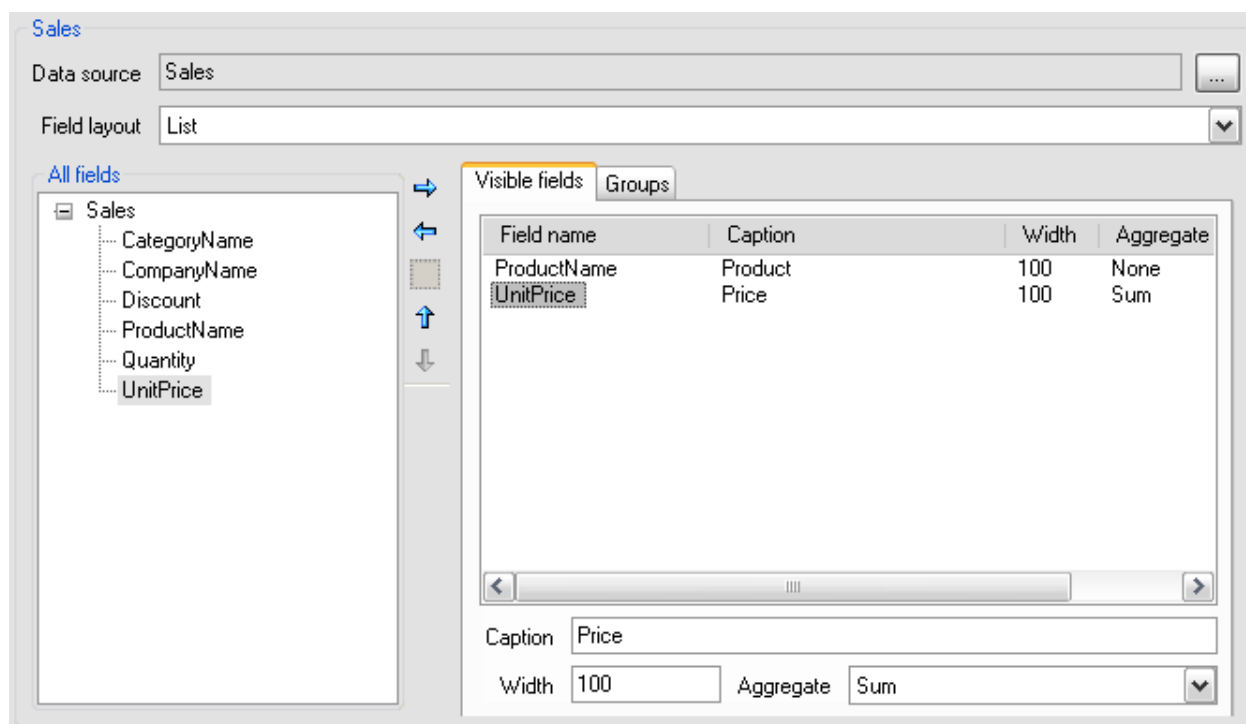 Sales
Data source Sales ...
Field layout List
All fields
Sales
CategoryName
CompanyName
Discount
ProductName
Quantity
UnitPrice
Visible fields Groups
Field name Caption Width Aggregate
ProductName Product 100 None
UnitPrice Price 100 Sum
Caption Price
Width 100 Aggregate Sum